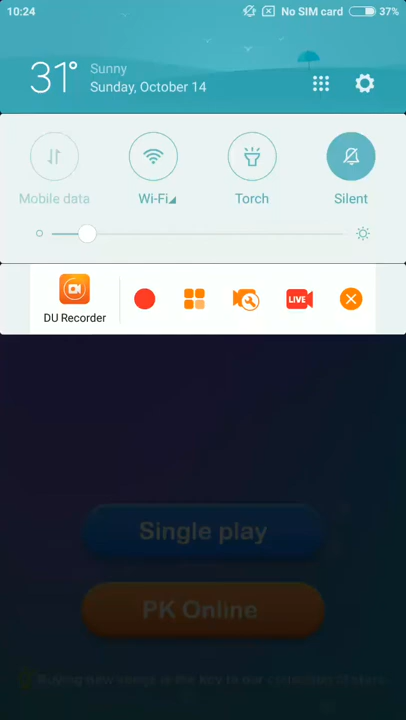 10:24
No SIM card
37%
31°
Sunny
Sunday, October 14
Mobile data
Wi-Fi
Torch
Silent
DU Recorder
LIVE
Single play
PK Online